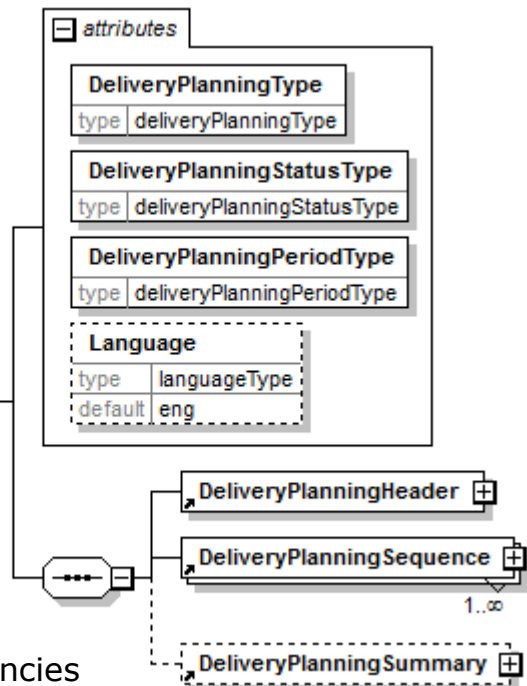 attributes
DeliveryPlanningType
type deliveryPlanningType
DeliveryPlanningStatusType
type deliveryPlanningStatusType
DeliveryPlanningPeriodType
type deliveryPlanningPeriodType
Language
type languageType
default eng
DeliveryPlanningHeader
DeliveryPlanningSequence
1..∞
DeliveryPlanningSummary
ncies